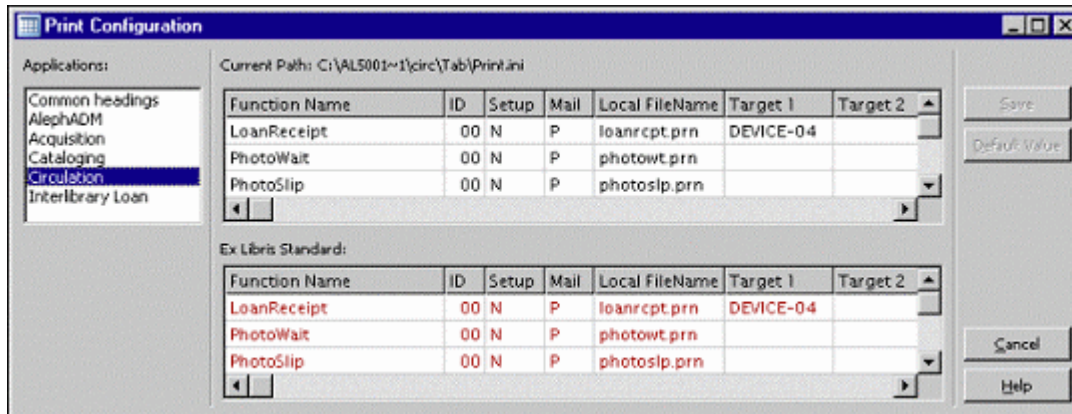 Print Configuration
Applications:
Common headings
AlephADM
Acquisition
Cataloging
Circulation
Interlibrary Loan
Current Path: C:\AL5001~1\circ\Tab\Print.ini
Function Name ID Setup Mail Local FileName Target 1 Target 2
LoanReceipt 00 N P loanrcpt.prn DEVICE-04
PhotoWait 00 N P photowt.prn
PhotoSlip 00 N P photoslp.prn
Ex Libris Standard:
Function Name ID Setup Mail Local FileName Target 1 Target 2
LoanReceipt 00 N P loanrcpt.prn DEVICE-04
PhotoWait 00 N P photowt.prn
PhotoSlip 00 N P photoslp.prn
Save
Default Value
Cancel
Help